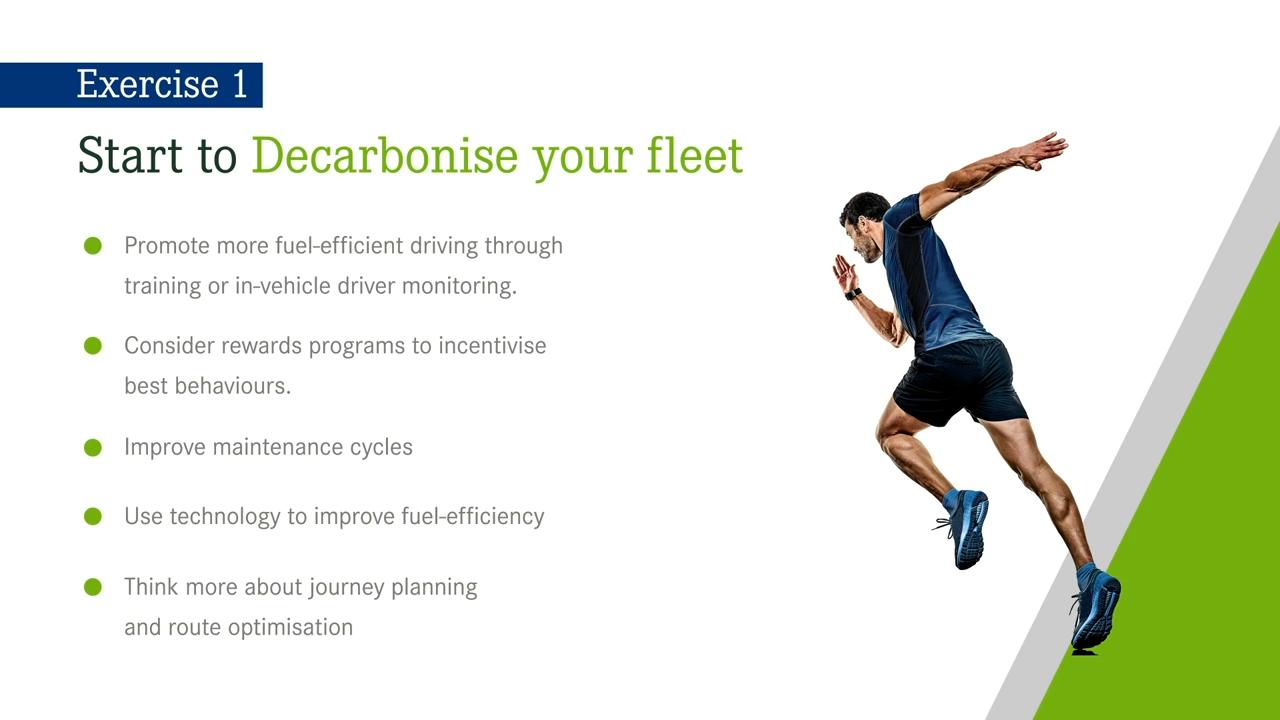 Exercise 1
Start to Decarbonise your fleet
Promote more fuel-efficient driving through
training or in-vehicle driver monitoring.
Consider rewards programs to incentivise
best behaviours.
Improve maintenance cycles
Use technology to improve fuel-efficiency
Think more about journey planning
and route optimisation